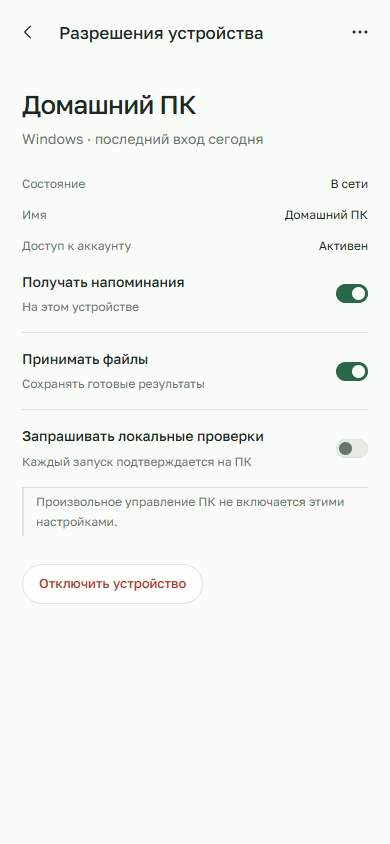 Разрешения устройства
Домашний ПК
Windows · последний вход сегодня
Состояние В сети
Имя Домашний ПК
Доступ к аккаунту Активен
Получать напоминания
На этом устройстве
Принимать файлы
Сохранять готовые результаты
Запрашивать локальные проверки
Каждый запуск подтверждается на ПК
Произвольное управление ПК не включается этими
настройками.
Отключить устройство